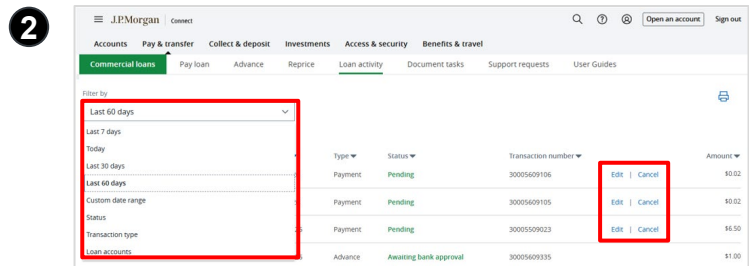 2
J.P.Morgan | Connect Open an account Sign out
Accounts Pay & transfer Collect & deposit Investments Access & security Benefits & travel
Commercial loans Pay loan Advance Reprice Loan activity Document tasks Support requests User Guides
Filter by
Last 60 days
Last 7 days
Today
Last 30 days
Last 60 days
Custom date range
Status
Transaction type
Loan accounts
Type Status Transaction number Amount
Payment Pending 30005609106 Edit | Cancel $0.02
Payment Pending 30005609105 Edit | Cancel $0.02
Payment Pending 30005509023 Edit | Cancel $6.50
Advance Awaiting bank approval 30005609335 $1.00